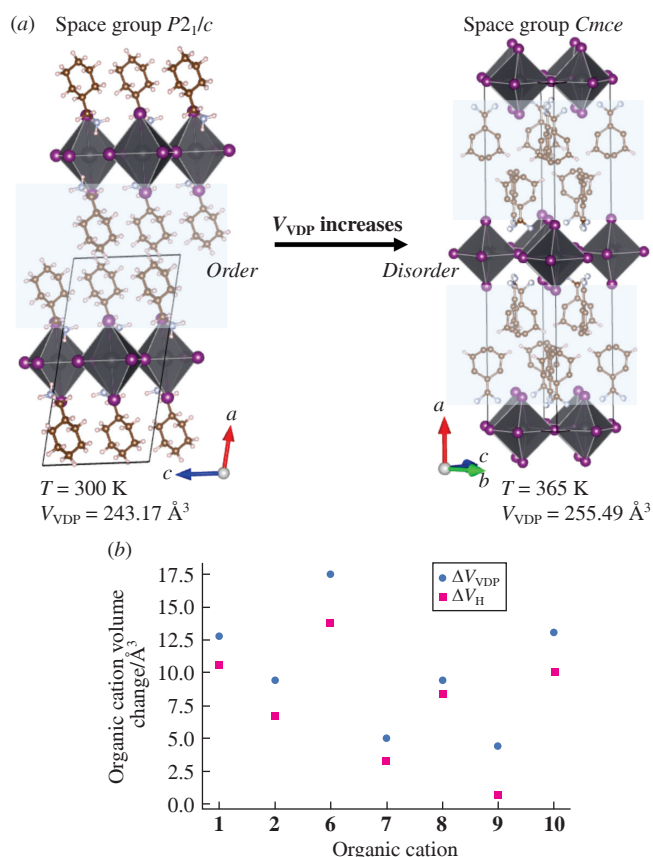 (a) Space group P2₁/c
Space group Cmce
V_VDP increases
Order
Disorder
a
c
a
c
b
T = 300 K
V_VDP = 243.17 Å³
T = 365 K
V_VDP = 255.49 Å³
(b)
17.5
15.0
12.5
10.0
7.5
5.0
2.5
0.0
Organic cation volume
change/Å³
ΔV_VDP
ΔV_H
1 2 6 7 8 9 10
Organic cation